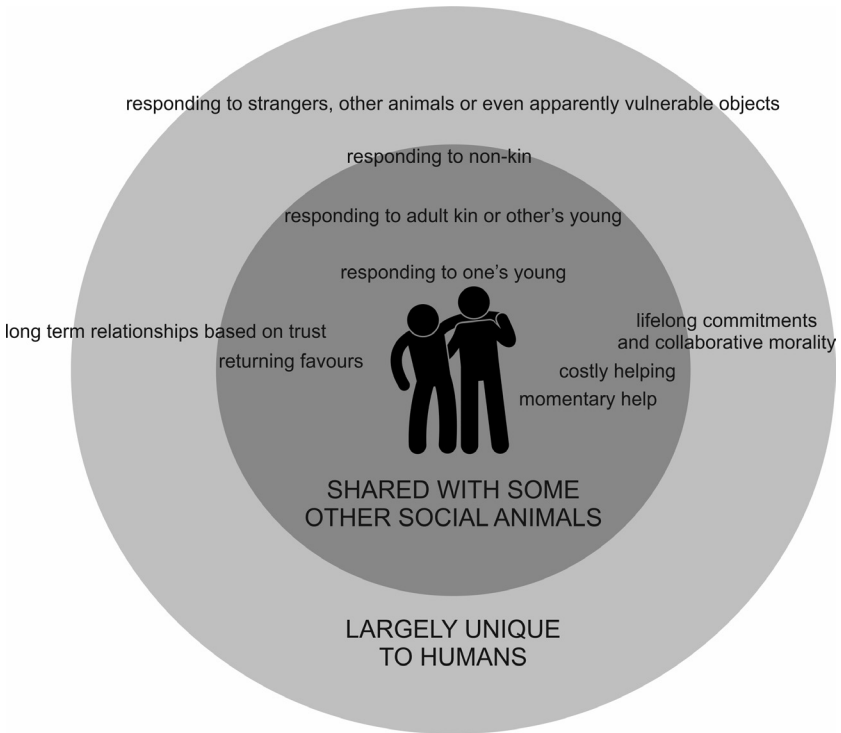 responding to strangers, other animals or even apparently vulnerable objects
responding to non-kin
responding to adult kin or other's young
responding to one's young
long term relationships based on trust
returning favours
lifelong commitments
and collaborative morality
costly helping
momentary help
SHARED WITH SOME
OTHER SOCIAL ANIMALS
LARGELY UNIQUE
TO HUMANS